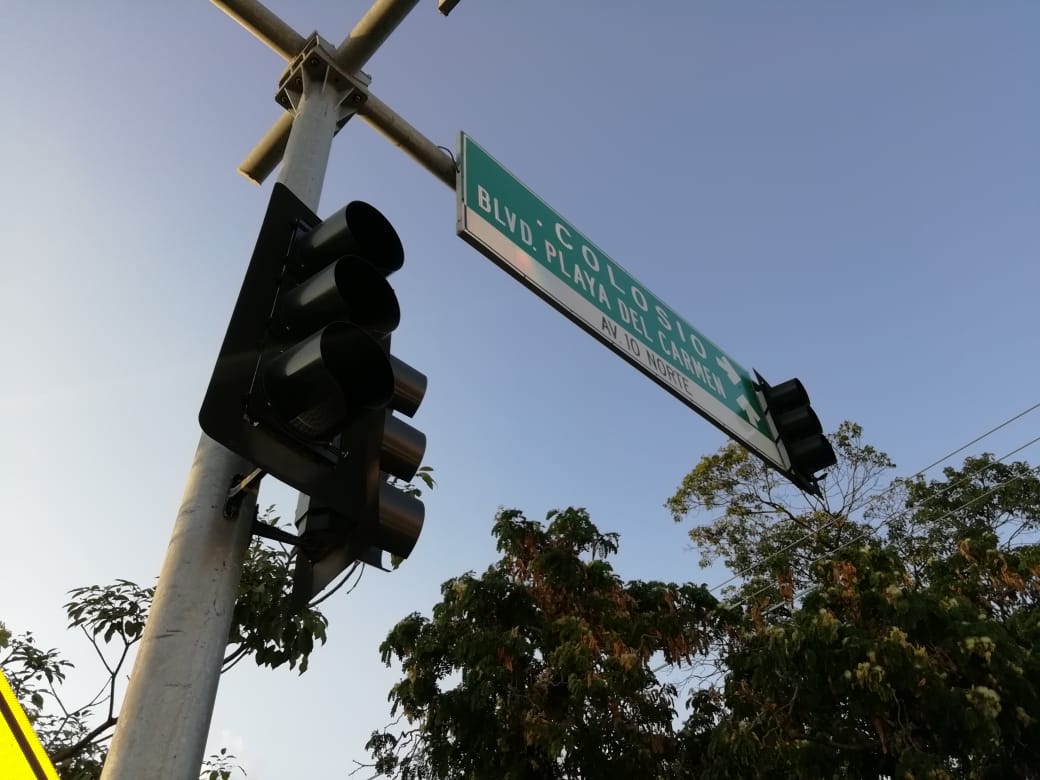 COLOSIO
BLVD. PLAYA DEL CARMEN
AV. 10 NORTE